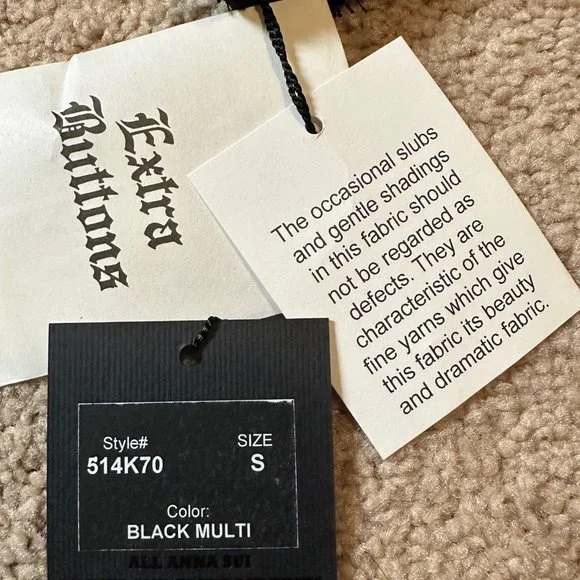 Extra
Buttons
The occasional slubs
and gentle shadings
in this fabric should
not be regarded as
defects. They are
characteristic of the
fine yarns which give
this fabric its beauty
and dramatic fabric.
Style#
514K70
SIZE
S
Color:
BLACK MULTI
ALL ANNA SUI